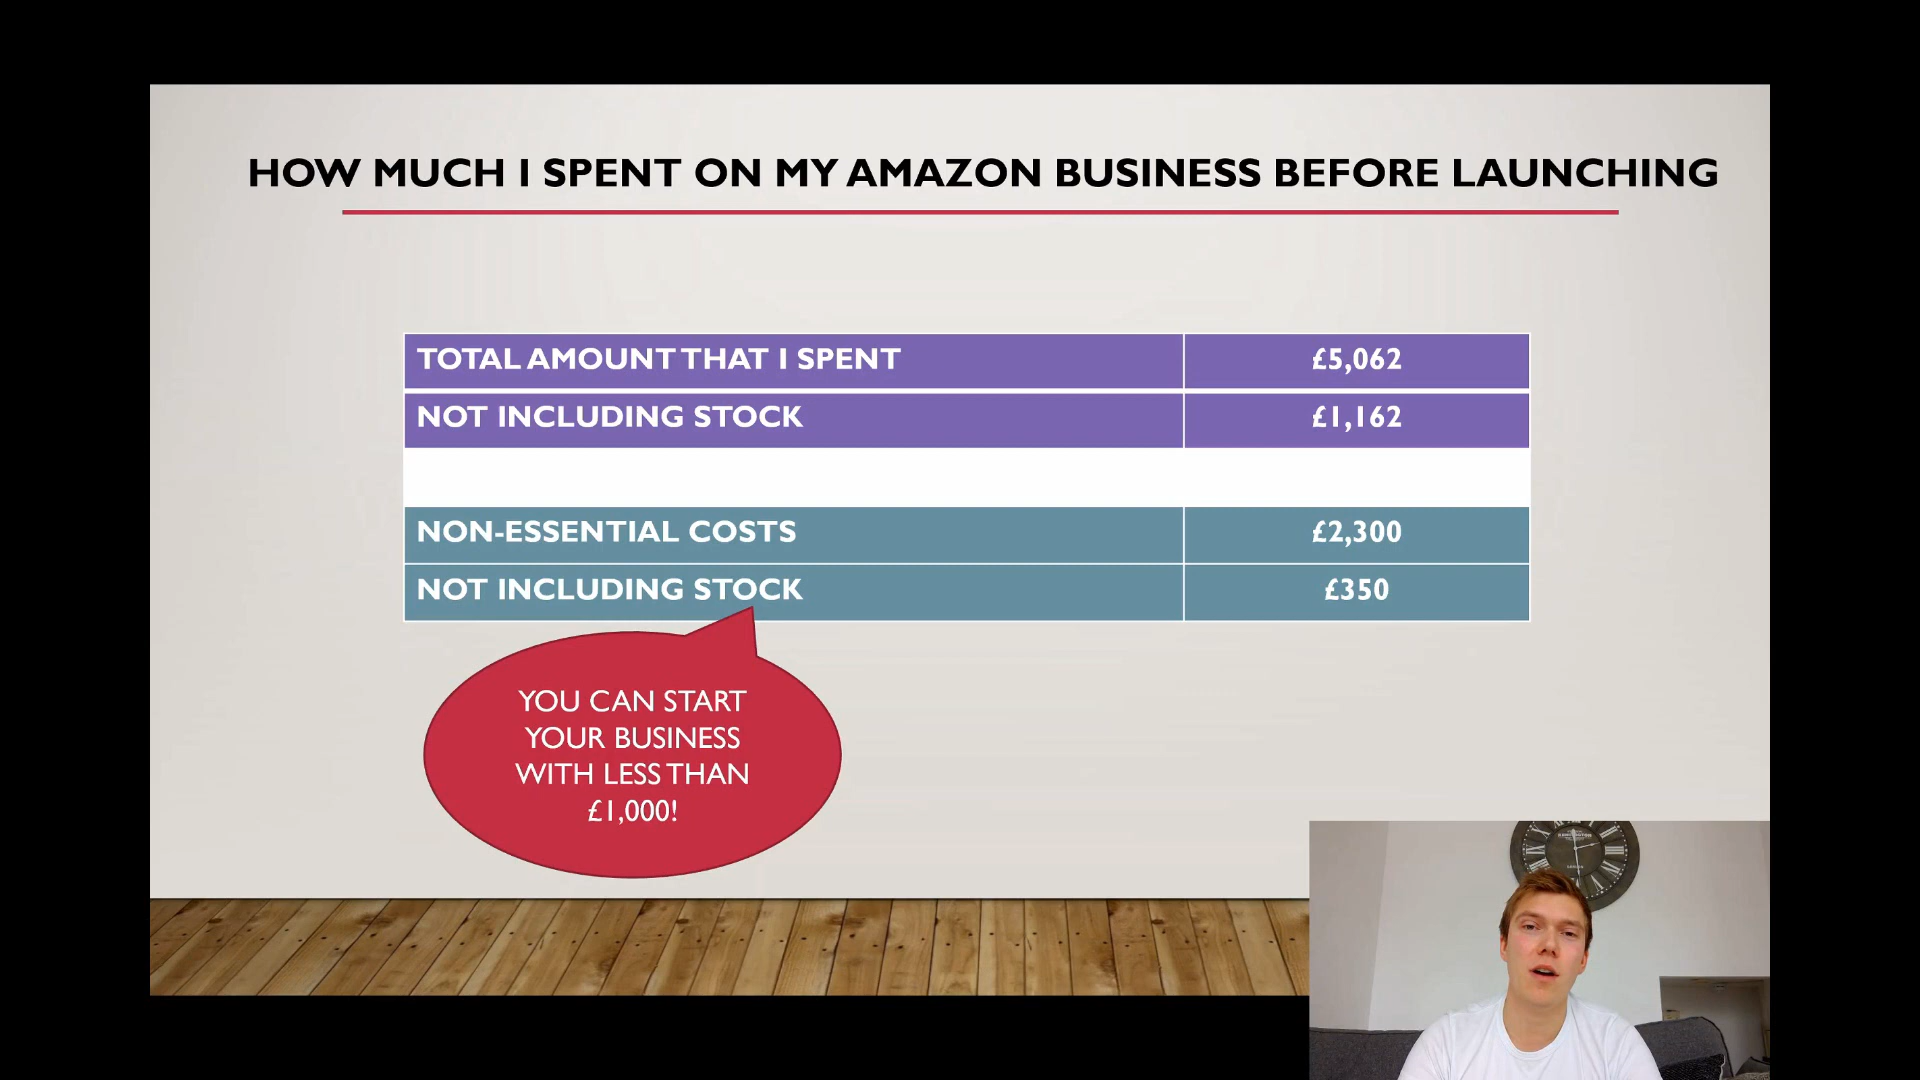 HOW MUCH I SPENT ON MY AMAZON BUSINESS BEFORE LAUNCHING
TOTAL AMOUNT THAT I SPENT £5,062
NOT INCLUDING STOCK £1,162
NON-ESSENTIAL COSTS £2,300
NOT INCLUDING STOCK £350
YOU CAN START
YOUR BUSINESS
WITH LESS THAN
£1,000!